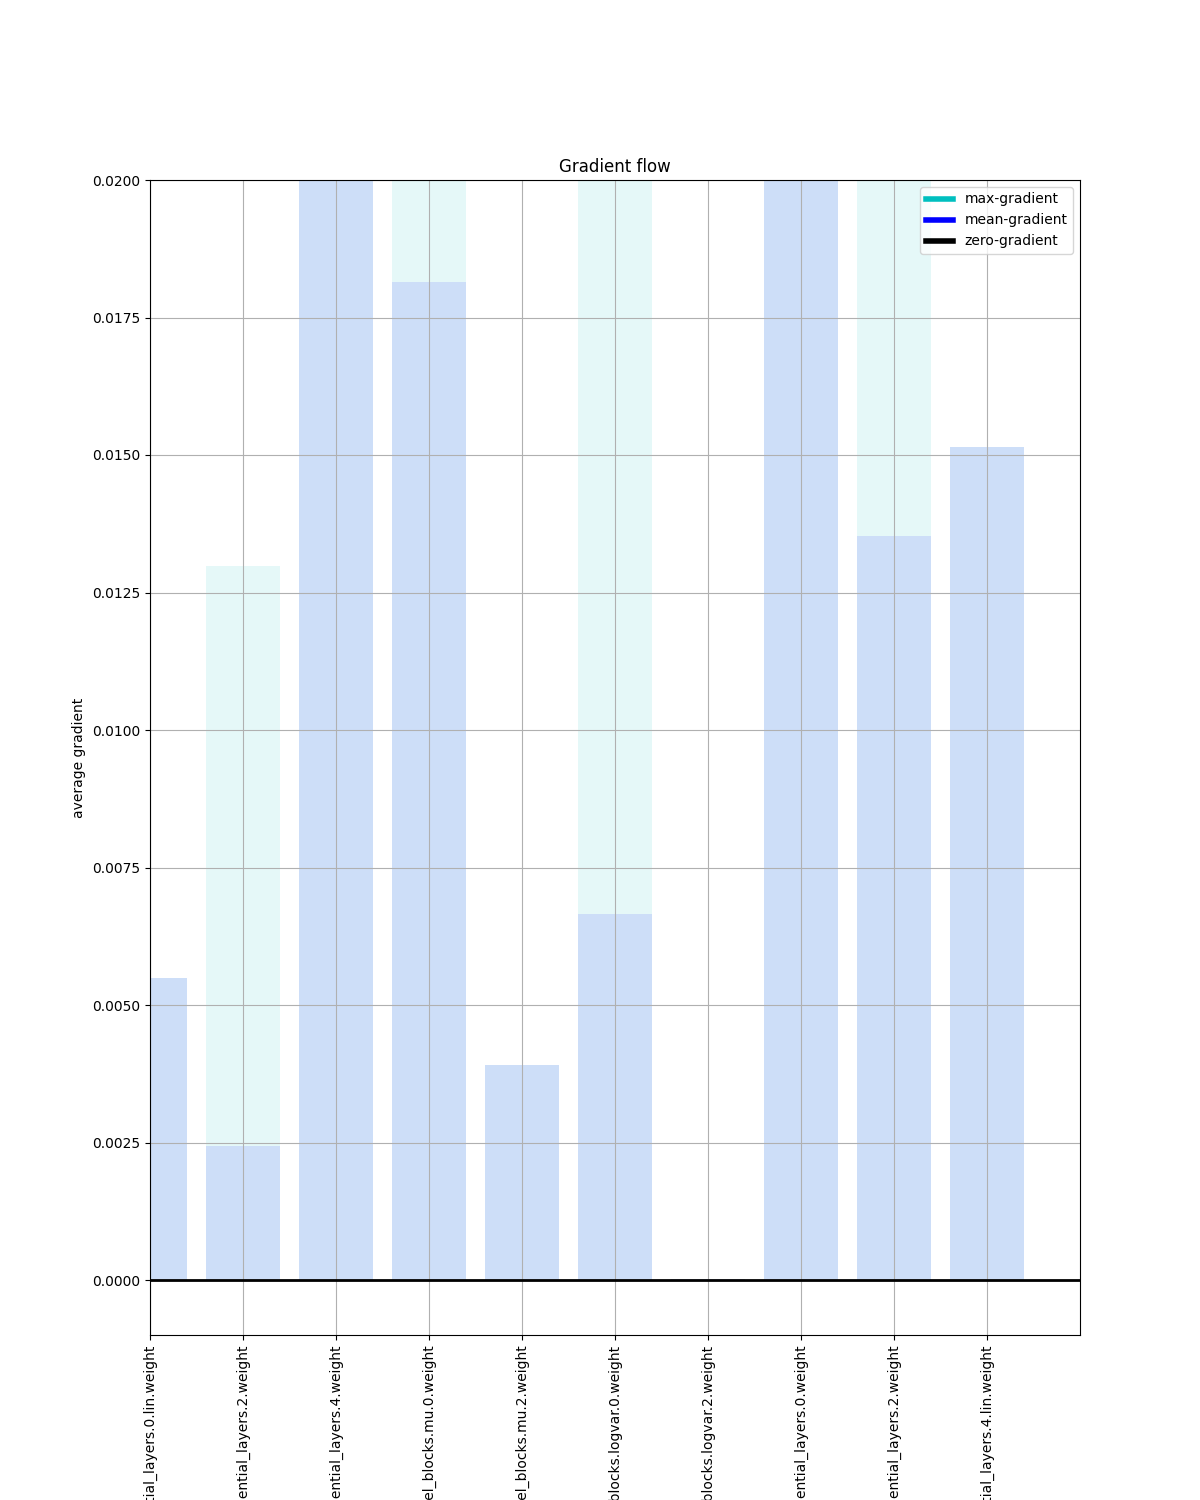 Gradient flow
max-gradient
mean-gradient
zero-gradient
0.0200
0.0175
0.0150
0.0125
0.0100
0.0075
0.0050
0.0025
0.0000
average gradient
tial_layers.0.lin.weight
ential_layers.2.weight
ential_layers.4.weight
el_blocks.mu.0.weight
el_blocks.mu.2.weight
blocks.logvar.0.weight
blocks.logvar.2.weight
ential_layers.0.weight
ential_layers.2.weight
tial_layers.4.lin.weight